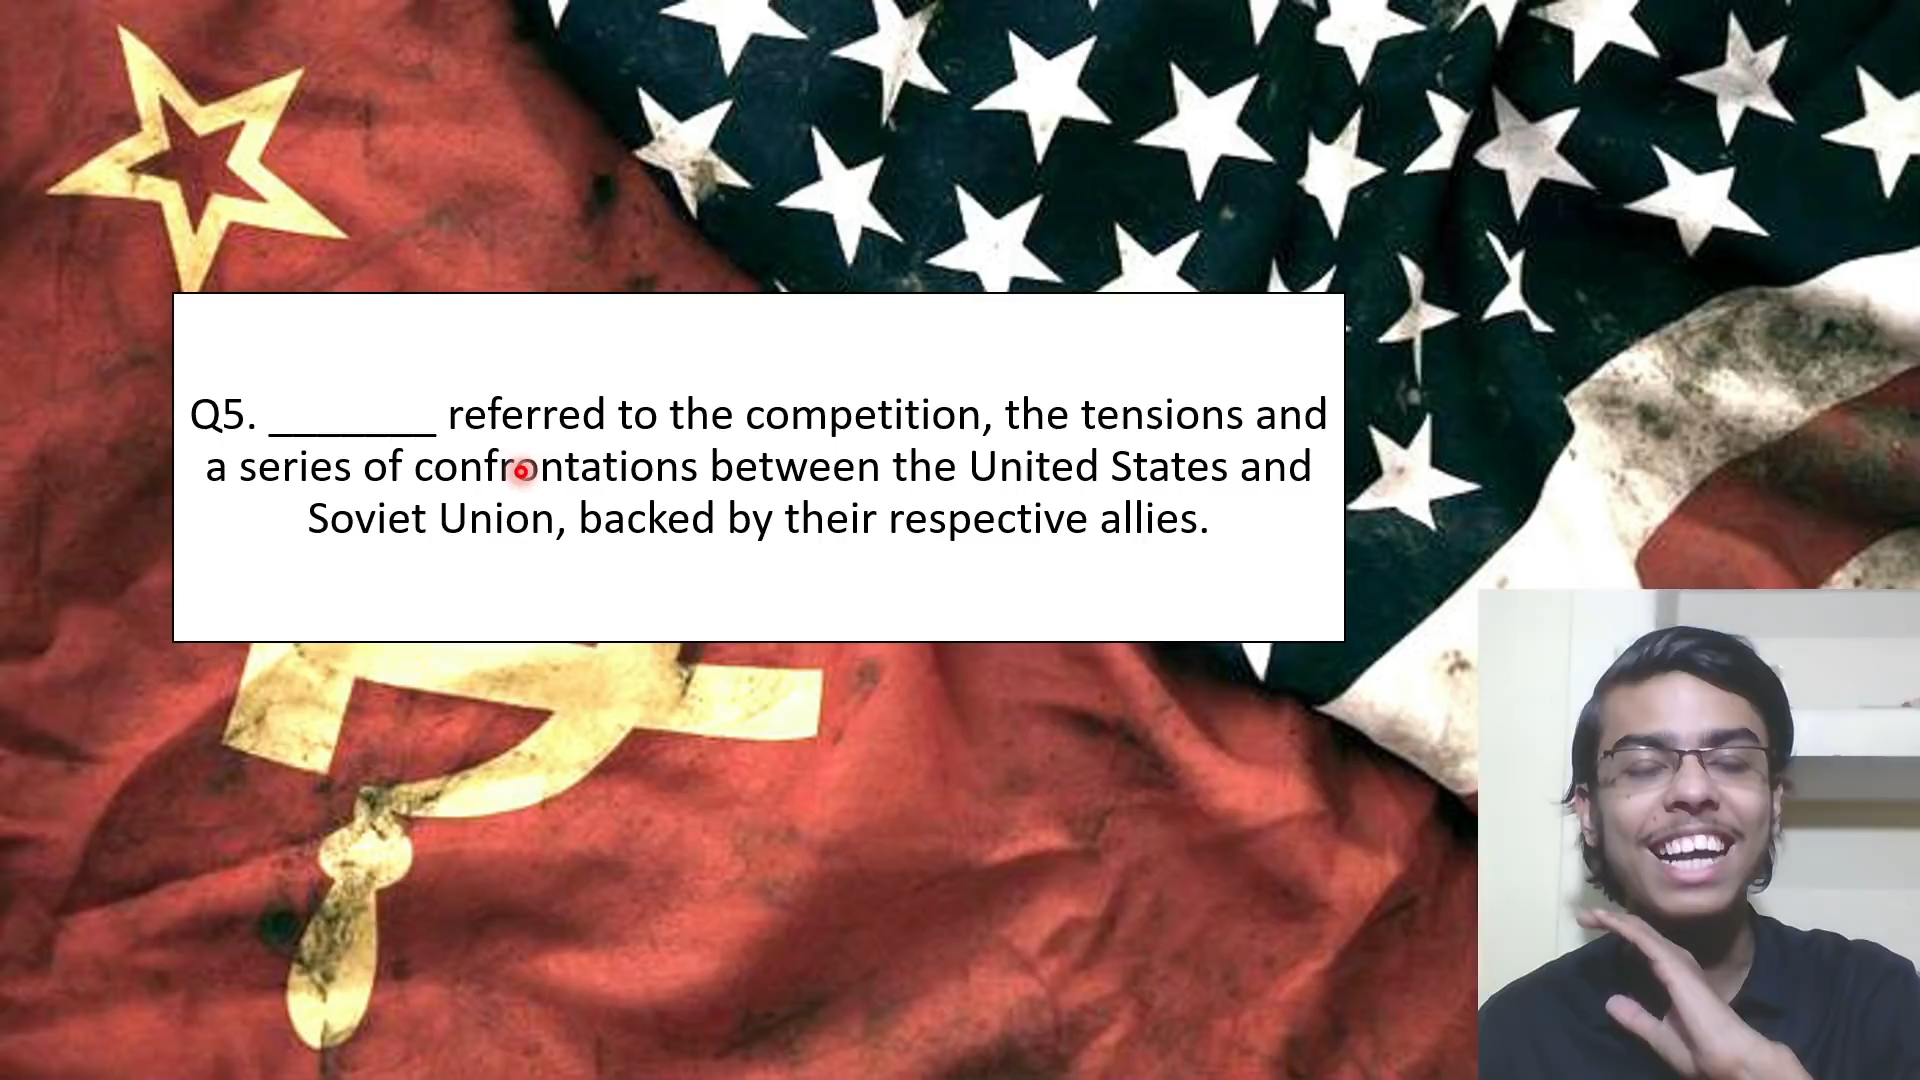 Q5. _______ referred to the competition, the tensions and
a series of confrontations between the United States and
Soviet Union, backed by their respective allies.